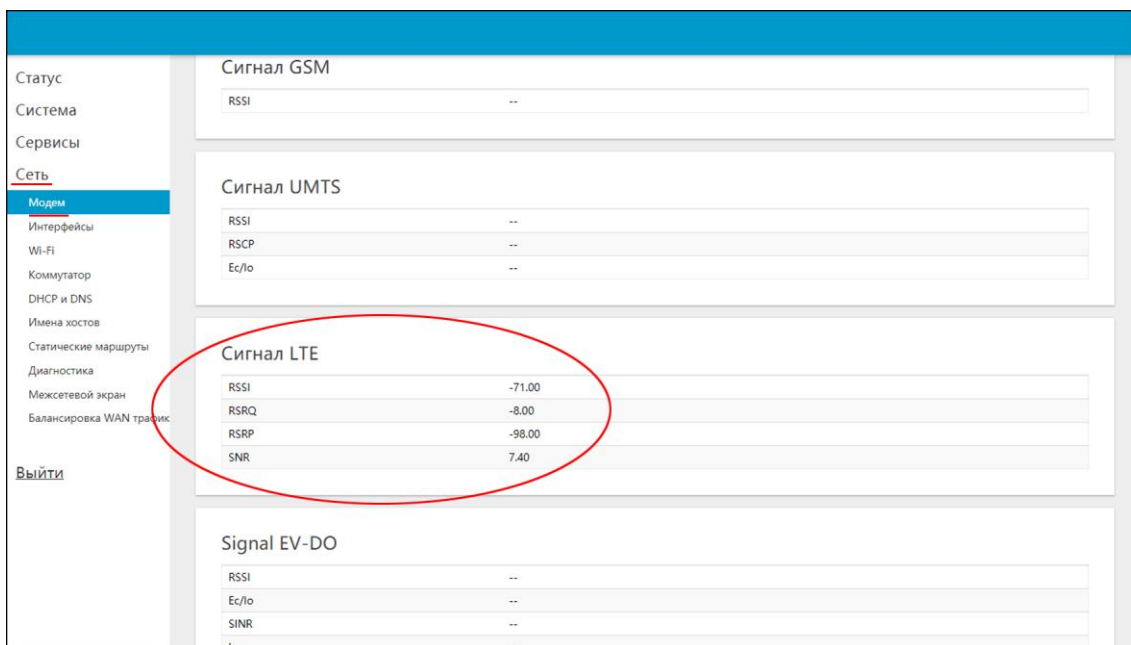 Статус
Система
Сервисы
Сеть
Модем
Интерфейсы
Wi-Fi
Коммутатор
DHCP и DNS
Имена хостов
Статические маршруты
Диагностика
Межсетевой экран
Балансировка WAN трафик
Выйти
Сигнал GSM
RSSI --
Сигнал UMTS
RSSI --
RSCP --
Ec/Io --
Сигнал LTE
RSSI -71.00
RSRQ -8.00
RSRP -98.00
SNR 7.40
Signal EV-DO
RSSI --
Ec/Io --
SINR --